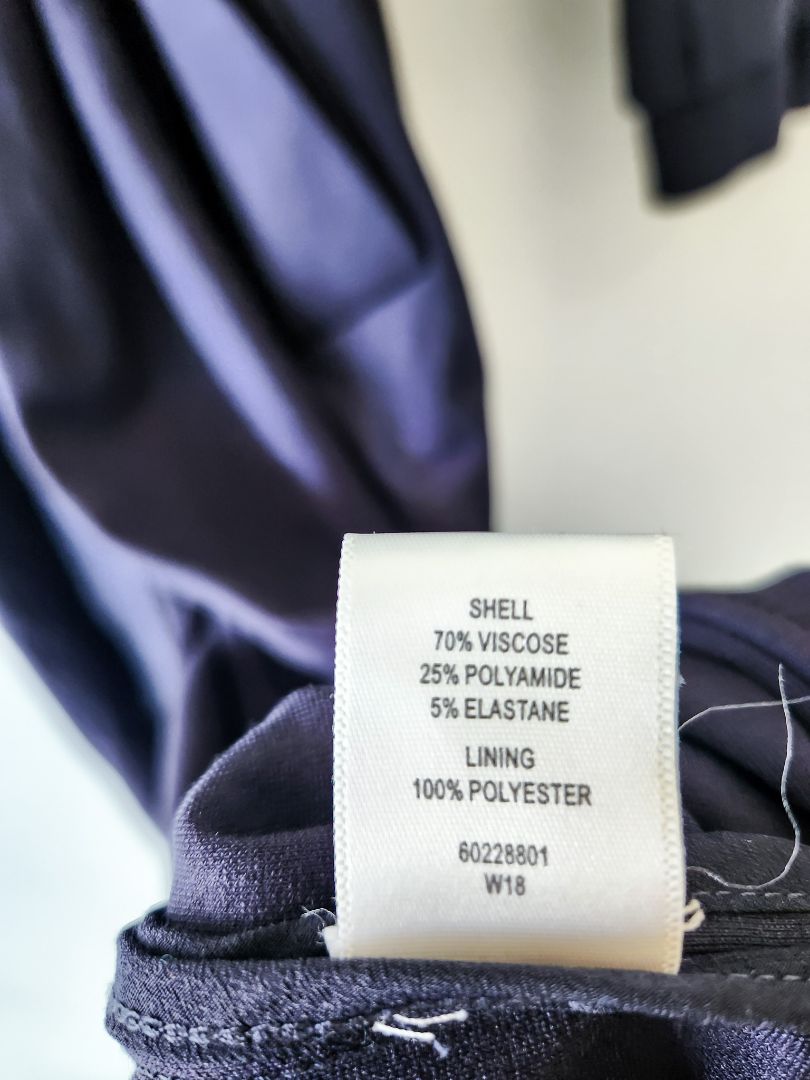 SHELL
70% VISCOSE
25% POLYAMIDE
5% ELASTANE
LINING
100% POLYESTER
60228801
W18